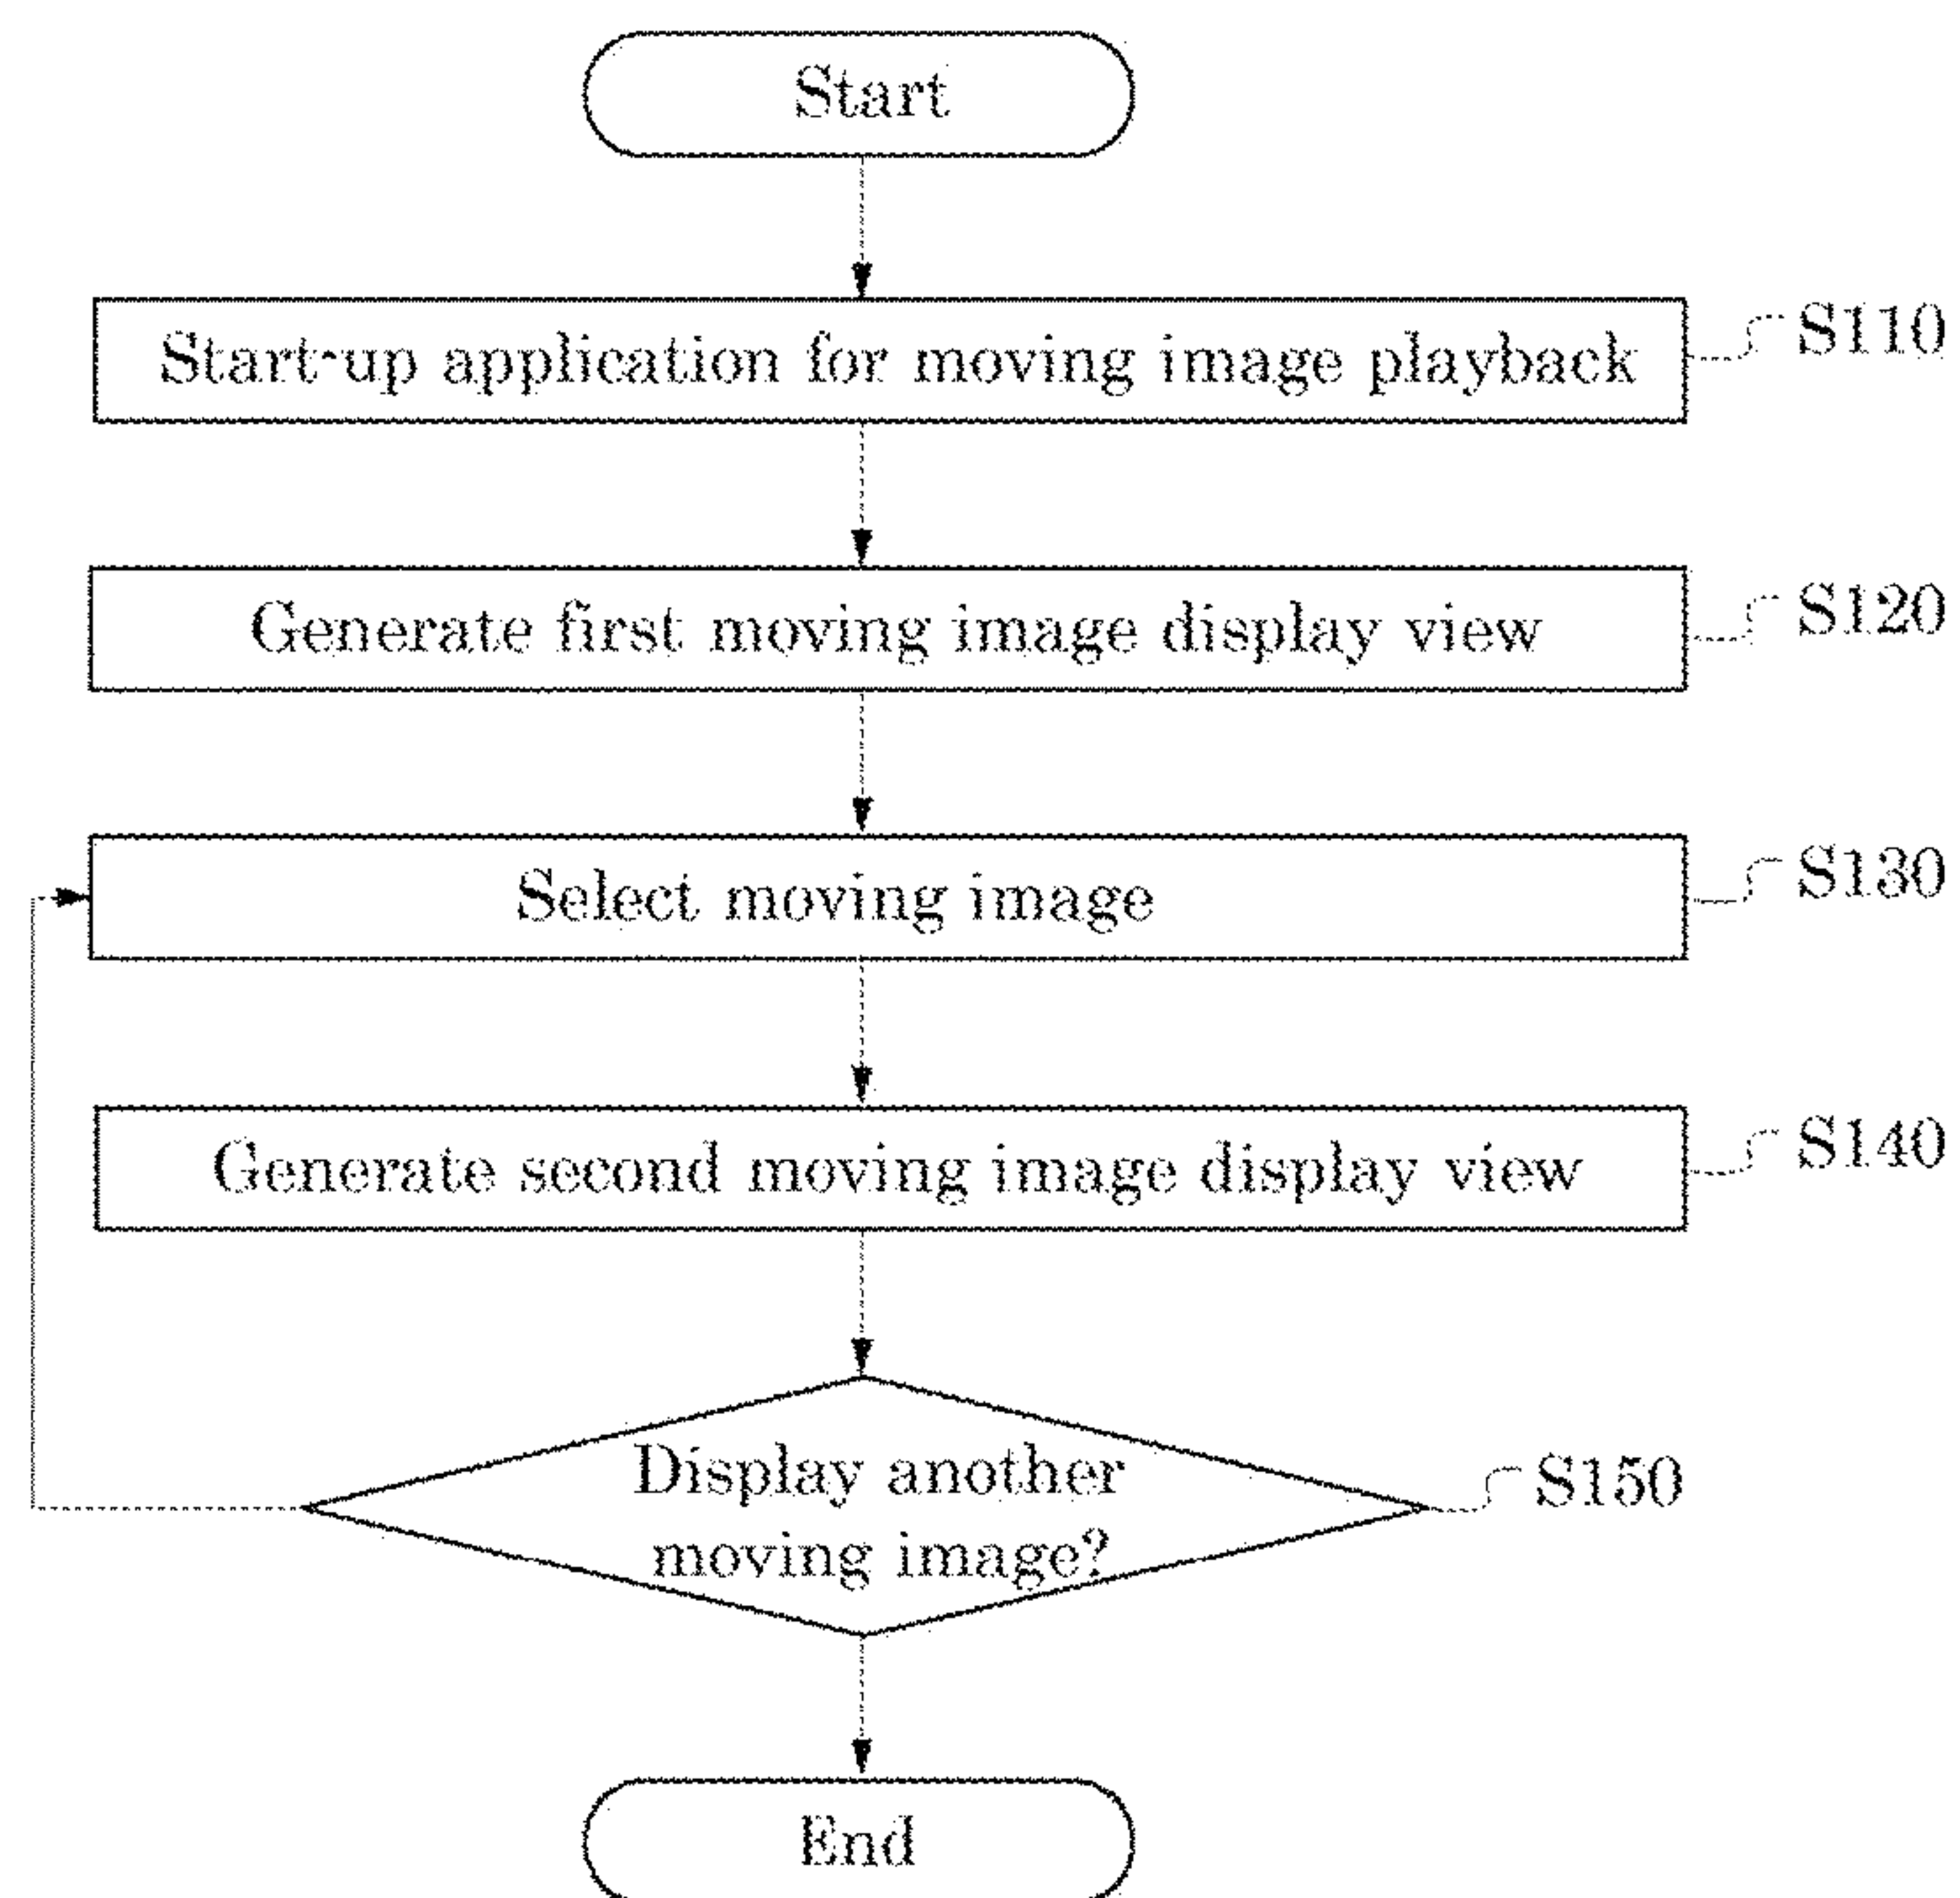 Start
Start-up application for moving image playback
S110
Generate first moving image display view
S120
Select moving image
S130
Generate second moving image display view
S140
Display another
moving image?
S150
End